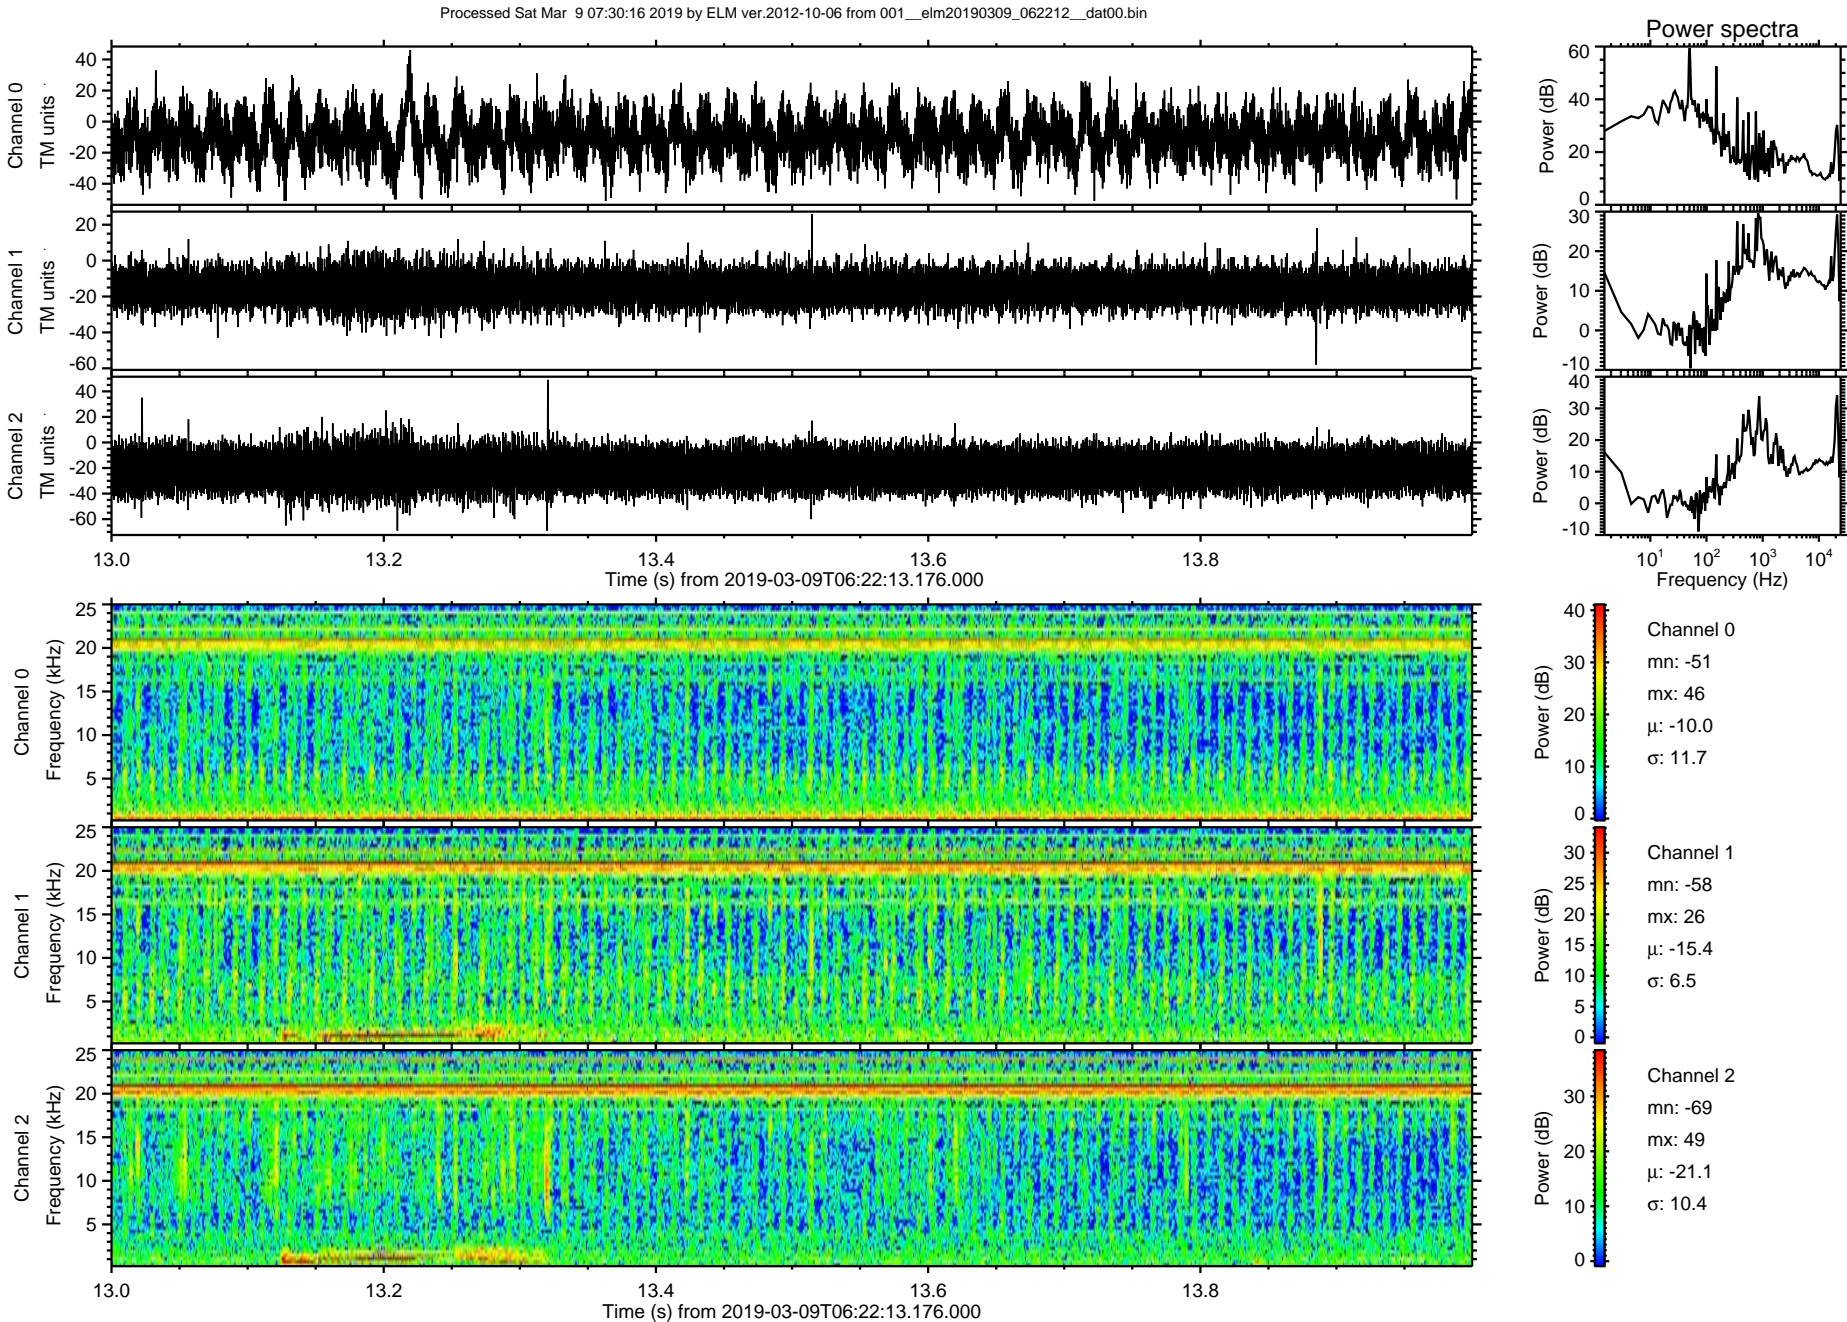 Processed Sat Mar  9 07:30:16 2019 by ELM ver.2012-10-06 from 001__elm20190309_062212__dat00.bin
Power spectra
Channel 0
TM units
40
20
0
-20
-40
Power (dB)
60
40
20
0
Channel 1
TM units
20
0
-20
-40
-60
Power (dB)
30
20
10
0
-10
Channel 2
TM units
40
20
0
-20
-40
-60
Power (dB)
40
30
20
10
0
-10
13.0 13.2 13.4 13.6 13.8
Time (s) from 2019-03-09T06:22:13.176.000
10^1 10^2 10^3 10^4
Frequency (Hz)
Channel 0
Frequency (kHz)
25
20
15
10
5
Power (dB)
40
30
20
10
0
Channel 0
mn: -51
mx: 46
μ: -10.0
σ: 11.7
Channel 1
Frequency (kHz)
25
20
15
10
5
Power (dB)
30
25
20
15
10
5
0
Channel 1
mn: -58
mx: 26
μ: -15.4
σ: 6.5
Channel 2
Frequency (kHz)
25
20
15
10
5
Power (dB)
30
20
10
0
Channel 2
mn: -69
mx: 49
μ: -21.1
σ: 10.4
13.0 13.2 13.4 13.6 13.8
Time (s) from 2019-03-09T06:22:13.176.000